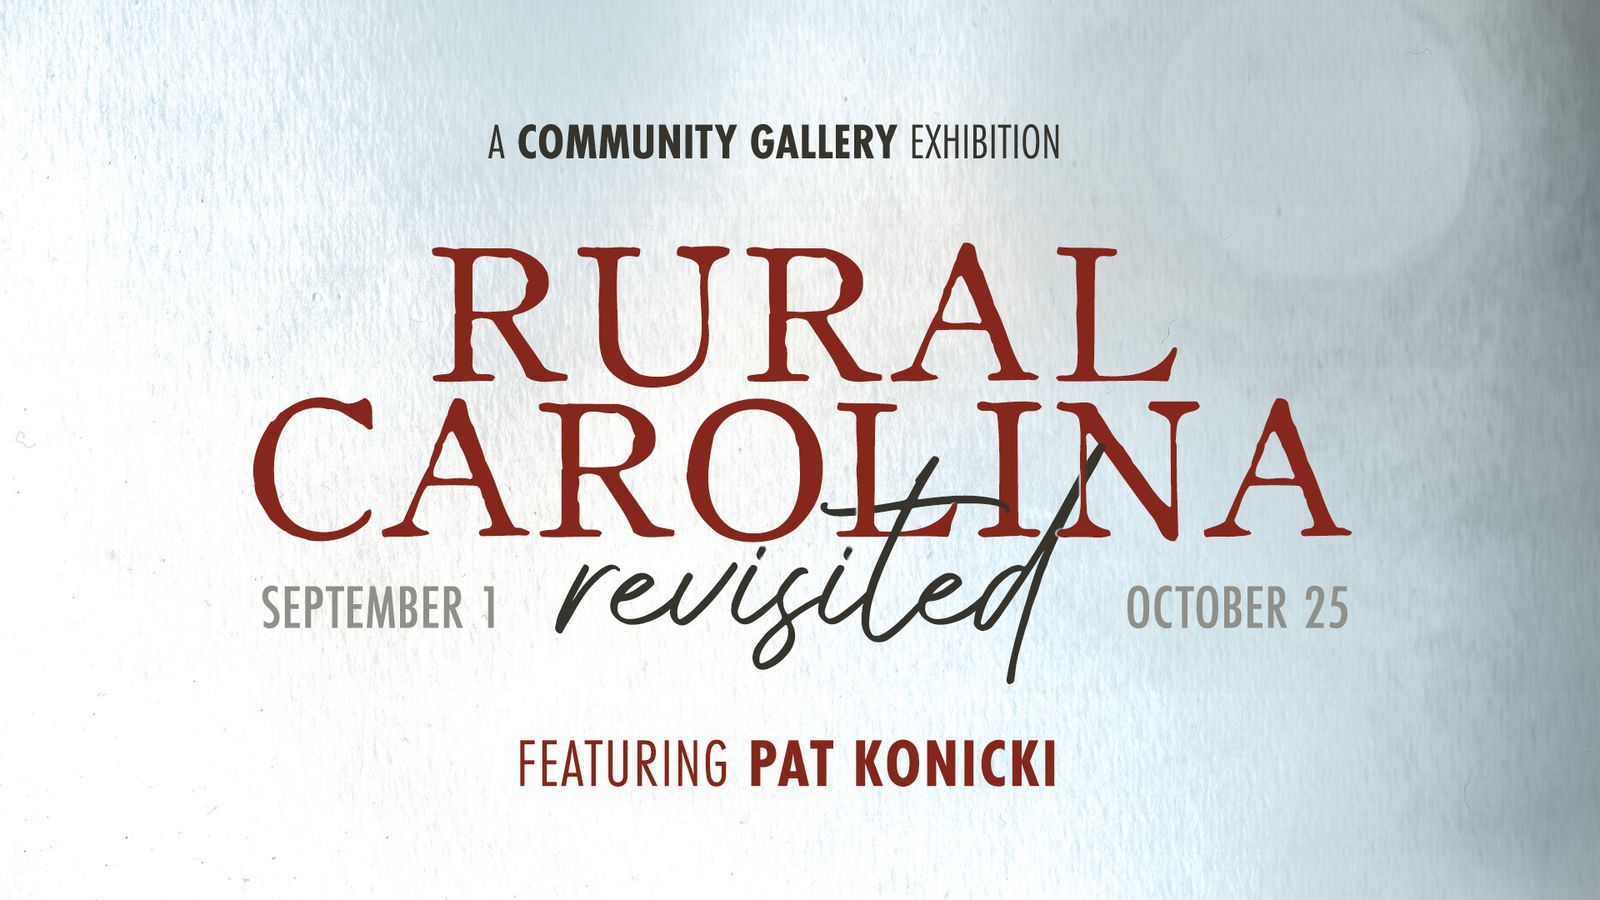 A COMMUNITY GALLERY EXHIBITION
RURAL
CAROLINA
revisited
SEPTEMBER 1
OCTOBER 25
FEATURING PAT KONICKI